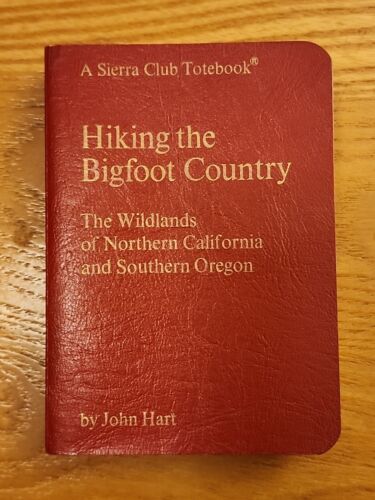 A Sierra Club Totebook®
Hiking the
Bigfoot Country
The Wildlands
of Northern California
and Southern Oregon
by John Hart